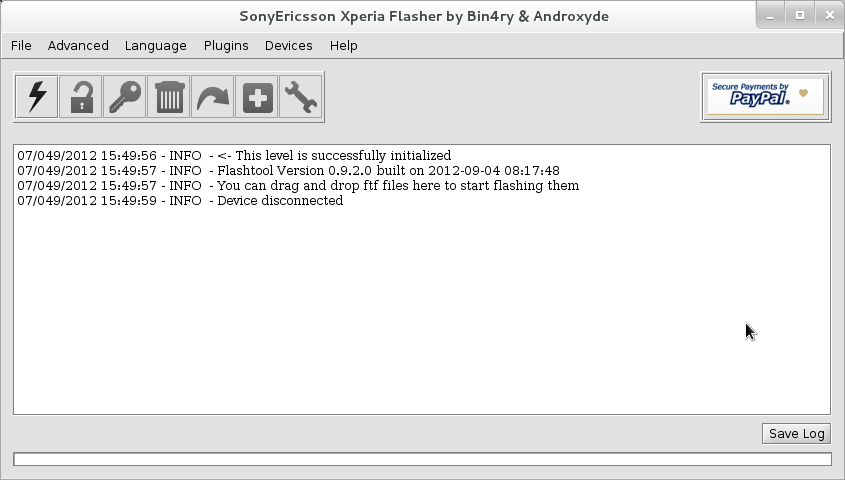 SonyEricsson Xperia Flasher by Bin4ry & Androxyde
File Advanced Language Plugins Devices Help
Secure Payments by
PayPal
07/049/2012 15:49:56 - INFO - <- This level is successfully initialized
07/049/2012 15:49:57 - INFO - Flashtool Version 0.9.2.0 built on 2012-09-04 08:17:48
07/049/2012 15:49:57 - INFO - You can drag and drop ftf files here to start flashing them
07/049/2012 15:49:59 - INFO - Device disconnected
Save Log